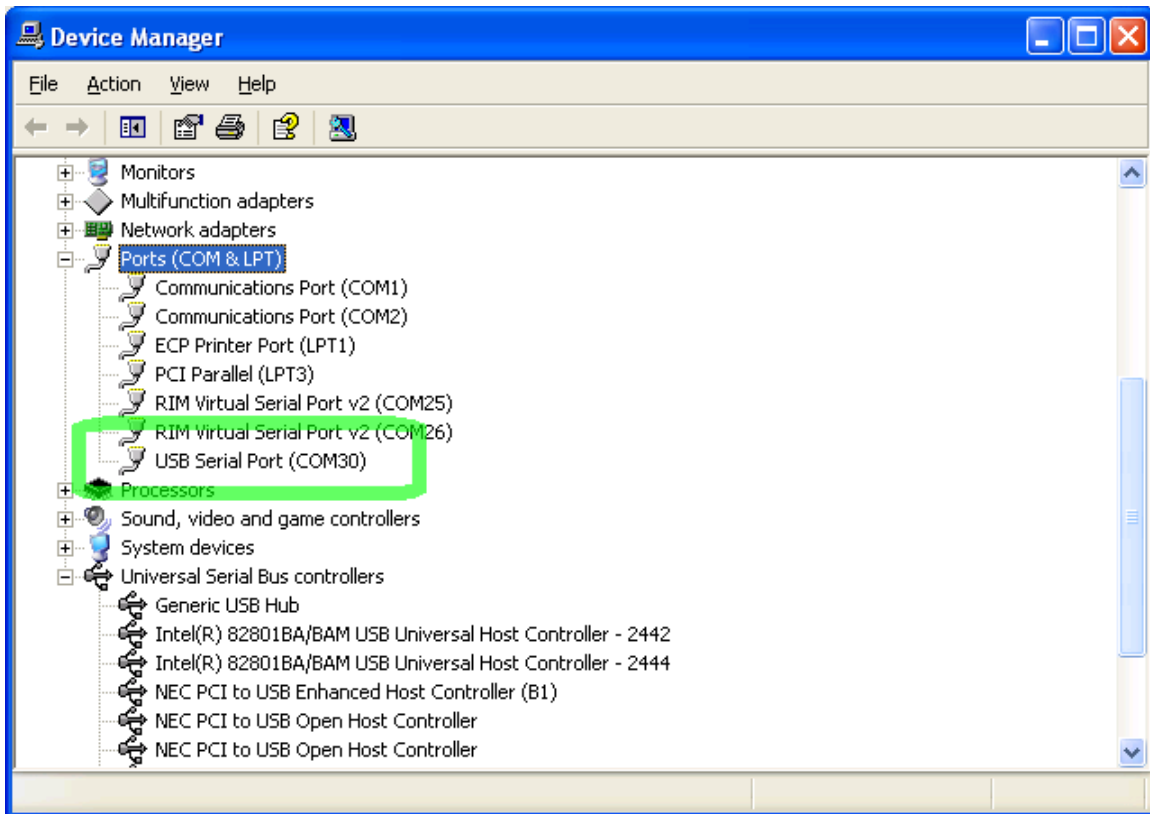 Device Manager
File Action View Help
Monitors
Multifunction adapters
Network adapters
Ports (COM & LPT)
Communications Port (COM1)
Communications Port (COM2)
ECP Printer Port (LPT1)
PCI Parallel (LPT3)
RIM Virtual Serial Port v2 (COM25)
RIM Virtual Serial Port v2 (COM26)
USB Serial Port (COM30)
Processors
Sound, video and game controllers
System devices
Universal Serial Bus controllers
Generic USB Hub
Intel(R) 82801BA/BAM USB Universal Host Controller - 2442
Intel(R) 82801BA/BAM USB Universal Host Controller - 2444
NEC PCI to USB Enhanced Host Controller (B1)
NEC PCI to USB Open Host Controller
NEC PCI to USB Open Host Controller